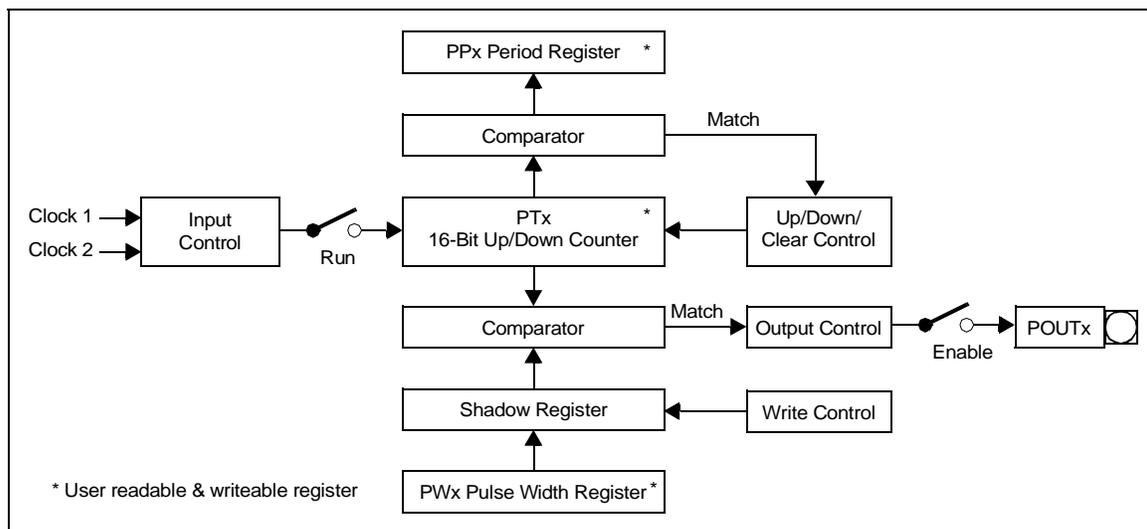 PPx Period Register *
Comparator
Match
Clock 1
Clock 2
Input
Control
Run
PTx *
16-Bit Up/Down Counter
Up/Down/
Clear Control
Comparator
Match
Output Control
Enable
POUTx
Shadow Register
Write Control
* User readable & writeable register
PWx Pulse Width Register *